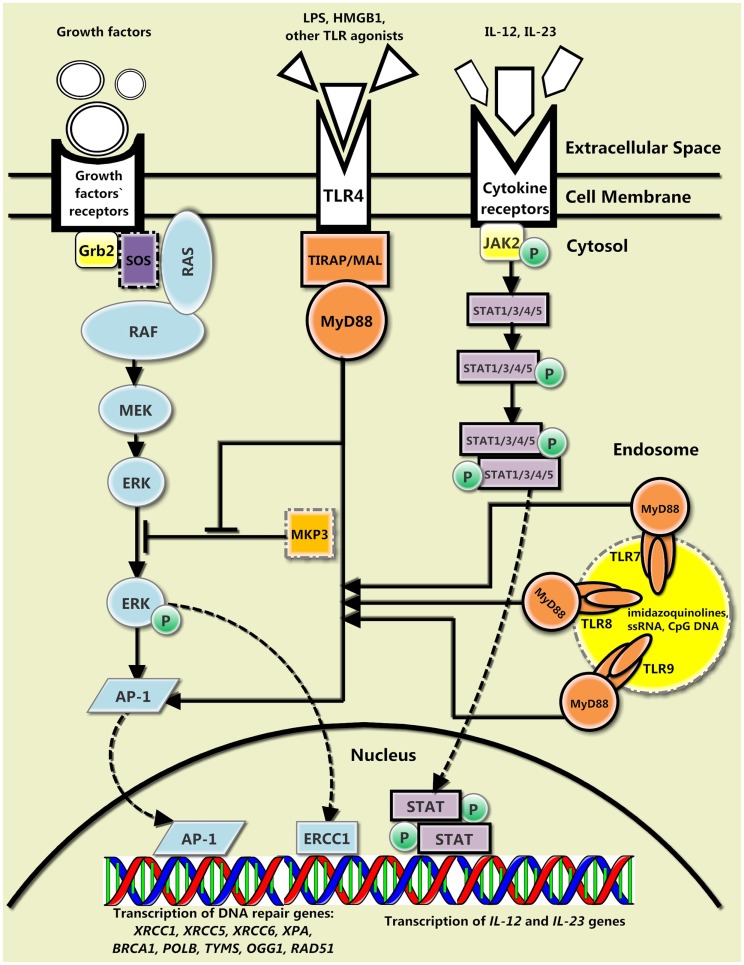 Growth factors
LPS, HMGB1,
other TLR agonists
IL-12, IL-23
Extracellular Space
Growth
factors`
receptors
TLR4
Cytokine
receptors
Cell Membrane
Grb2
SOS
RAS
TIRAP/MAL
JAK2
P
Cytosol
RAF
MyD88
STAT1/3/4/5
STAT1/3/4/5
P
MEK
STAT1/3/4/5
P
P
STAT1/3/4/5
Endosome
ERK
MKP3
MyD88
TLR7
ERK
P
MyD88
TLR8
imidazoquinolines,
ssRNA, CpG DNA
TLR9
MyD88
AP-1
Nucleus
AP-1
ERCC1
STAT
P
P
STAT
Transcription of DNA repair genes:
XRCC1, XRCC5, XRCC6, XPA,
BRCA1, POLB, TYMS, OGG1, RAD51
Transcription of IL-12 and IL-23 genes